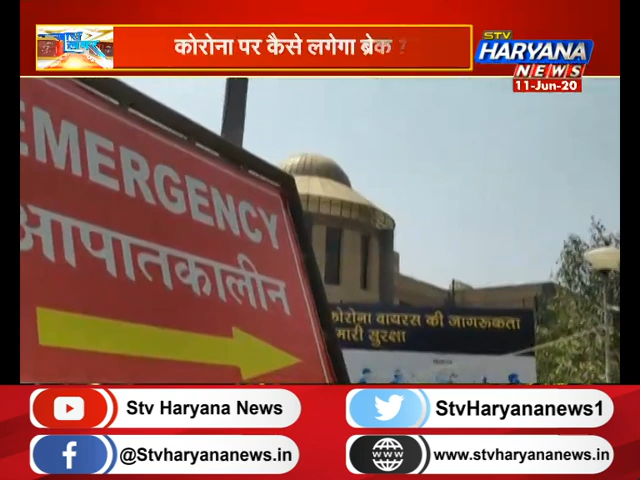 कोरोना पर कैसे लगेगा ब्रेक ?
STV
HARYANA
NEWS
11-Jun-20
EMERGENCY
आपातकालीन
कोरोना वायरस की जागरूकता
मारी सुरक्षा
Stv Haryana News
StvHaryananews1
@Stvharyananews.in
www.stvharyananews.in